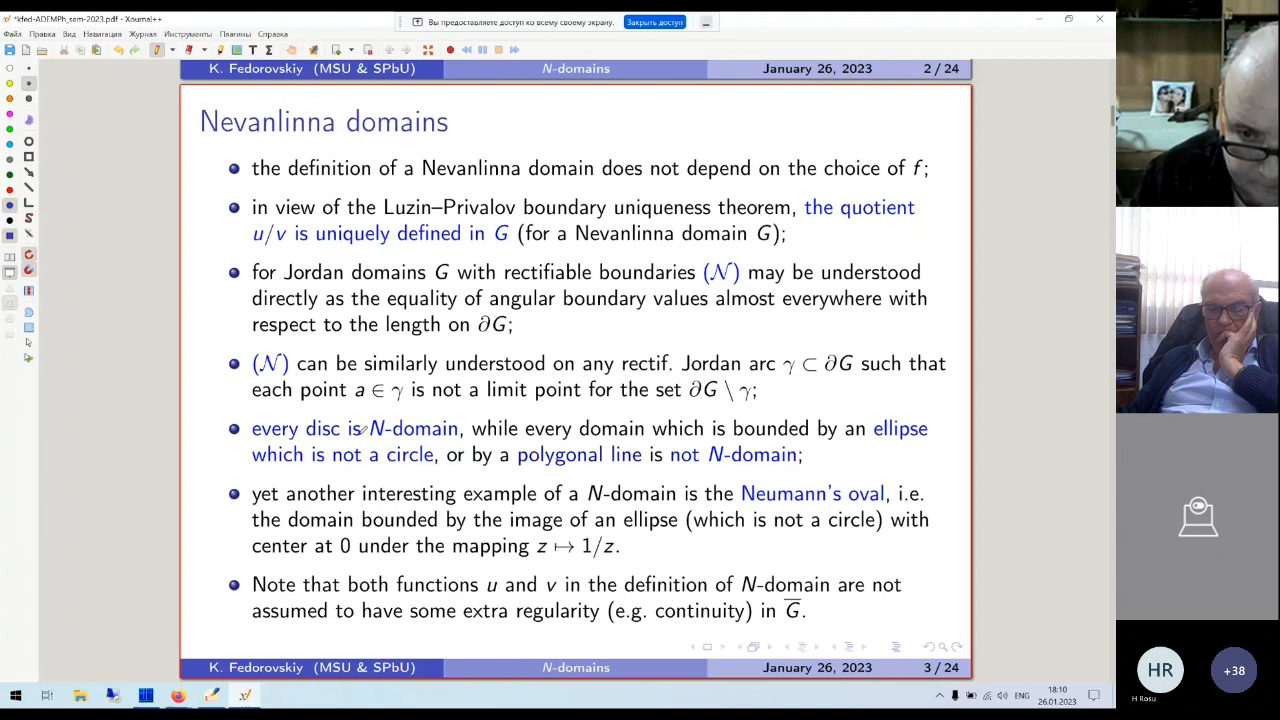 *kfed-ADEMPh_sem-2023.pdf - Xournal++
Вы предоставляете доступ ко всему своему экрану. Закрыть доступ
Файл Правка Вид Навигация Журнал Инструменты Плагины Справка
K. Fedorovskiy (MSU & SPbU) N-domains January 26, 2023 2 / 24
Nevanlinna domains
the definition of a Nevanlinna domain does not depend on the choice of f;
in view of the Luzin–Privalov boundary uniqueness theorem, the quotient
u/v is uniquely defined in G (for a Nevanlinna domain G);
for Jordan domains G with rectifiable boundaries (𝒩) may be understood
directly as the equality of angular boundary values almost everywhere with
respect to the length on ∂G;
(𝒩) can be similarly understood on any rectif. Jordan arc γ ⊂ ∂G such that
each point a ∈ γ is not a limit point for the set ∂G \ γ;
every disc is N-domain, while every domain which is bounded by an ellipse
which is not a circle, or by a polygonal line is not N-domain;
yet another interesting example of a N-domain is the Neumann's oval, i.e.
the domain bounded by the image of an ellipse (which is not a circle) with
center at 0 under the mapping z ↦ 1/z.
Note that both functions u and v in the definition of N-domain are not
assumed to have some extra regularity (e.g. continuity) in G̅.
K. Fedorovskiy (MSU & SPbU) N-domains January 26, 2023 3 / 24
ENG
18:10
26.01.2023
HR
H Rosu
+38